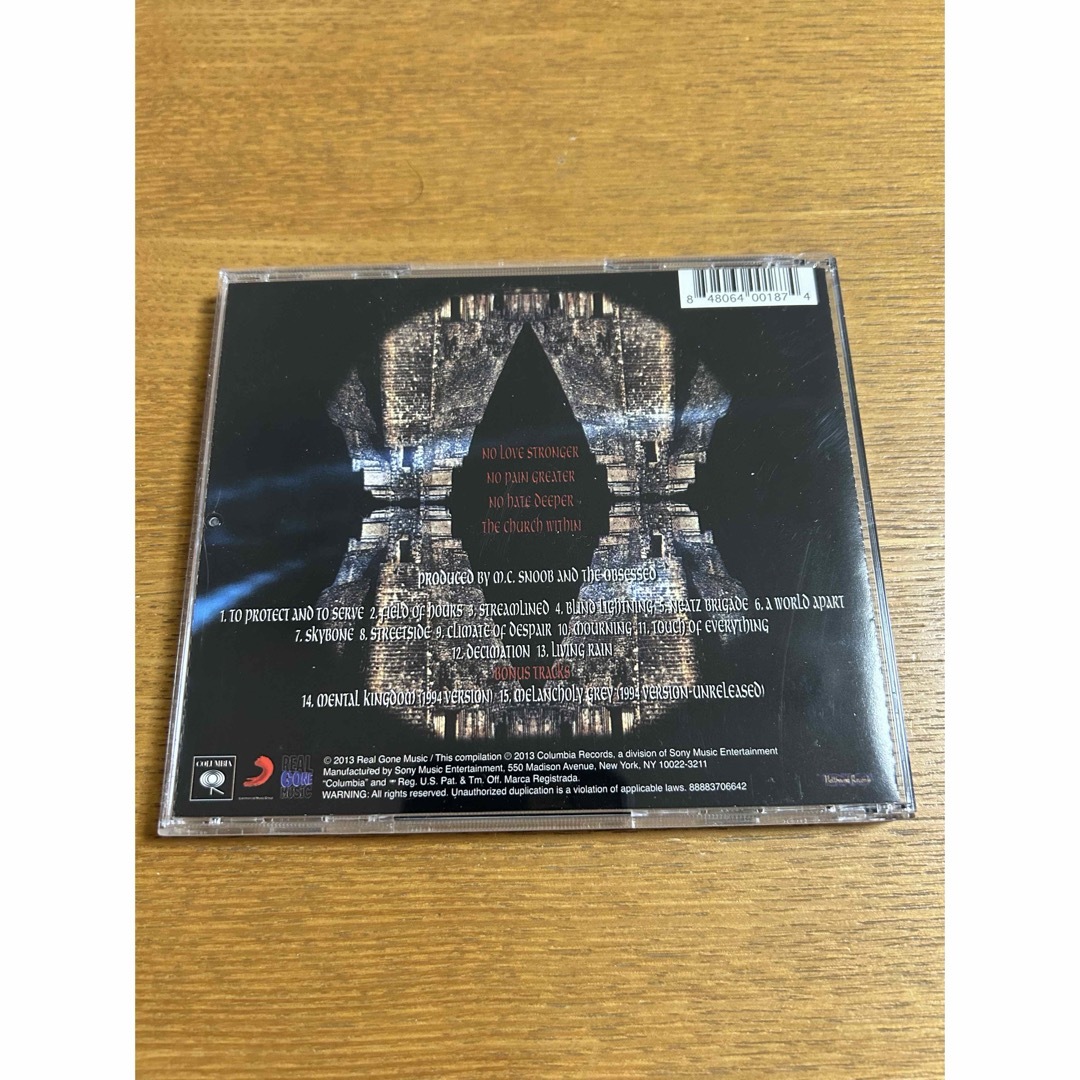 8 48064 00187 4
NO LOVE STRONGER
NO PAIN GREATER
NO HATE DEEPER
THE CHURCH WITHIN
PRODUCED BY M.C. SNOOB AND THE OBSESSED
1. TO PROTECT AND TO SERVE 2. FIELD OF HOURS 3. STREAMLINED 4. BLIND LIGHTNING 5. NEATZ BRIGADE 6. A WORLD APART
7. SKYBONE 8. STREETSIDE 9. CLIMATE OF DESPAIR 10. MOURNING 11. TOUCH OF EVERYTHING
12. DECIMATION 13. LIVING RAIN
BONUS TRACKS
14. MENTAL KINGDOM (1994 VERSION) 15. MELANCHOLY GREY (1994 VERSION-UNRELEASED)
COLUMBIA
REAL
GONE
MUSIC
© 2013 Real Gone Music / This compilation ℗ 2013 Columbia Records, a division of Sony Music Entertainment
Manufactured by Sony Music Entertainment, 550 Madison Avenue, New York, NY 10022-3211
"Columbia" and Reg. U.S. Pat. & Tm. Off. Marca Registrada.
WARNING: All rights reserved. Unauthorized duplication is a violation of applicable laws. 88883706642